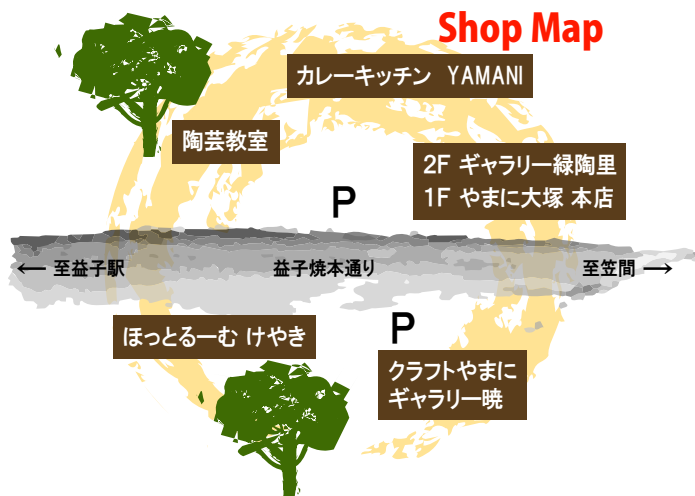 Shop Map
カレーキッチン YAMANI
陶芸教室
2F ギャラリー緑陶里
1F やまに大塚 本店
P
← 至益子駅
益子焼本通り
至笠間 →
P
ほっとるーむ けやき
クラフトやまに
ギャラリー暁